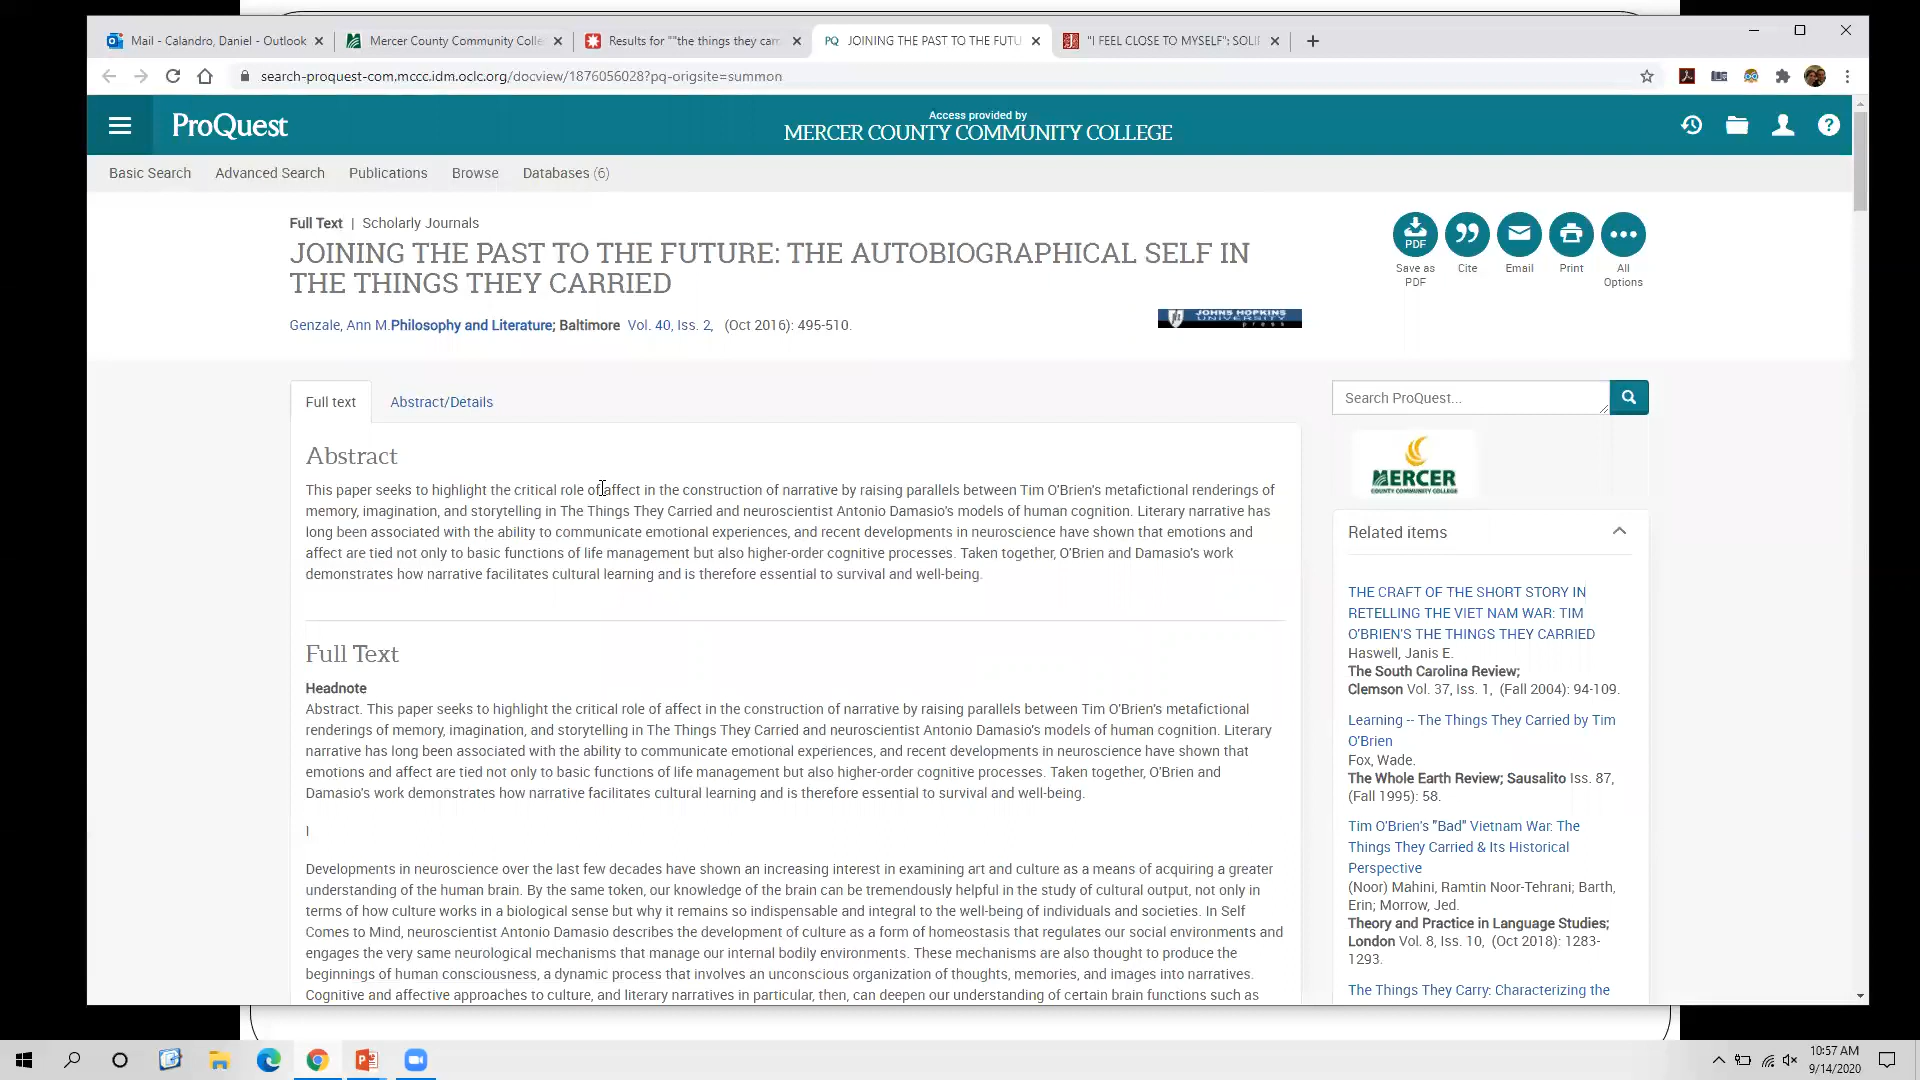 Mail - Calandro, Daniel - Outlook
Mercer County Community Colle
Results for ""the things they carr
PQ JOINING THE PAST TO THE FUTU
"I FEEL CLOSE TO MYSELF": SOLI
search-proquest-com.mccc.idm.oclc.org/docview/1876056028?pq-origsite=summon
ProQuest
Access provided by
MERCER COUNTY COMMUNITY COLLEGE
Basic Search
Advanced Search
Publications
Browse
Databases (6)
Full Text | Scholarly Journals
JOINING THE PAST TO THE FUTURE: THE AUTOBIOGRAPHICAL SELF IN
THE THINGS THEY CARRIED
Genzale, Ann M.Philosophy and Literature; Baltimore Vol. 40, Iss. 2, (Oct 2016): 495-510.
JOHNS HOPKINS
UNIVERSITY
press
PDF
Save as
PDF
Cite
Email
Print
All
Options
Full text
Abstract/Details
Abstract
This paper seeks to highlight the critical role of affect in the construction of narrative by raising parallels between Tim O'Brien's metafictional renderings of
memory, imagination, and storytelling in The Things They Carried and neuroscientist Antonio Damasio's models of human cognition. Literary narrative has
long been associated with the ability to communicate emotional experiences, and recent developments in neuroscience have shown that emotions and
affect are tied not only to basic functions of life management but also higher-order cognitive processes. Taken together, O'Brien and Damasio's work
demonstrates how narrative facilitates cultural learning and is therefore essential to survival and well-being.
Full Text
Headnote
Abstract. This paper seeks to highlight the critical role of affect in the construction of narrative by raising parallels between Tim O'Brien's metafictional
renderings of memory, imagination, and storytelling in The Things They Carried and neuroscientist Antonio Damasio's models of human cognition. Literary
narrative has long been associated with the ability to communicate emotional experiences, and recent developments in neuroscience have shown that
emotions and affect are tied not only to basic functions of life management but also higher-order cognitive processes. Taken together, O'Brien and
Damasio's work demonstrates how narrative facilitates cultural learning and is therefore essential to survival and well-being.
I
Developments in neuroscience over the last few decades have shown an increasing interest in examining art and culture as a means of acquiring a greater
understanding of the human brain. By the same token, our knowledge of the brain can be tremendously helpful in the study of cultural output, not only in
terms of how culture works in a biological sense but why it remains so indispensable and integral to the well-being of individuals and societies. In Self
Comes to Mind, neuroscientist Antonio Damasio describes the development of culture as a form of homeostasis that regulates our social environments and
engages the very same neurological mechanisms that manage our internal bodily environments. These mechanisms are also thought to produce the
beginnings of human consciousness, a dynamic process that involves an unconscious organization of thoughts, memories, and images into narratives.
Cognitive and affective approaches to culture, and literary narratives in particular, then, can deepen our understanding of certain brain functions such as
Search ProQuest...
MERCER
COUNTY COMMUNITY COLLEGE
Related items
THE CRAFT OF THE SHORT STORY IN
RETELLING THE VIET NAM WAR: TIM
O'BRIEN'S THE THINGS THEY CARRIED
Haswell, Janis E.
The South Carolina Review;
Clemson Vol. 37, Iss. 1, (Fall 2004): 94-109.
Learning -- The Things They Carried by Tim
O'Brien
Fox, Wade.
The Whole Earth Review; Sausalito Iss. 87,
(Fall 1995): 58.
Tim O'Brien's "Bad" Vietnam War: The
Things They Carried & Its Historical
Perspective
(Noor) Mahini, Ramtin Noor-Tehrani; Barth,
Erin; Morrow, Jed.
Theory and Practice in Language Studies;
London Vol. 8, Iss. 10, (Oct 2018): 1283-
1293.
The Things They Carry: Characterizing the
10:57 AM
9/14/2020